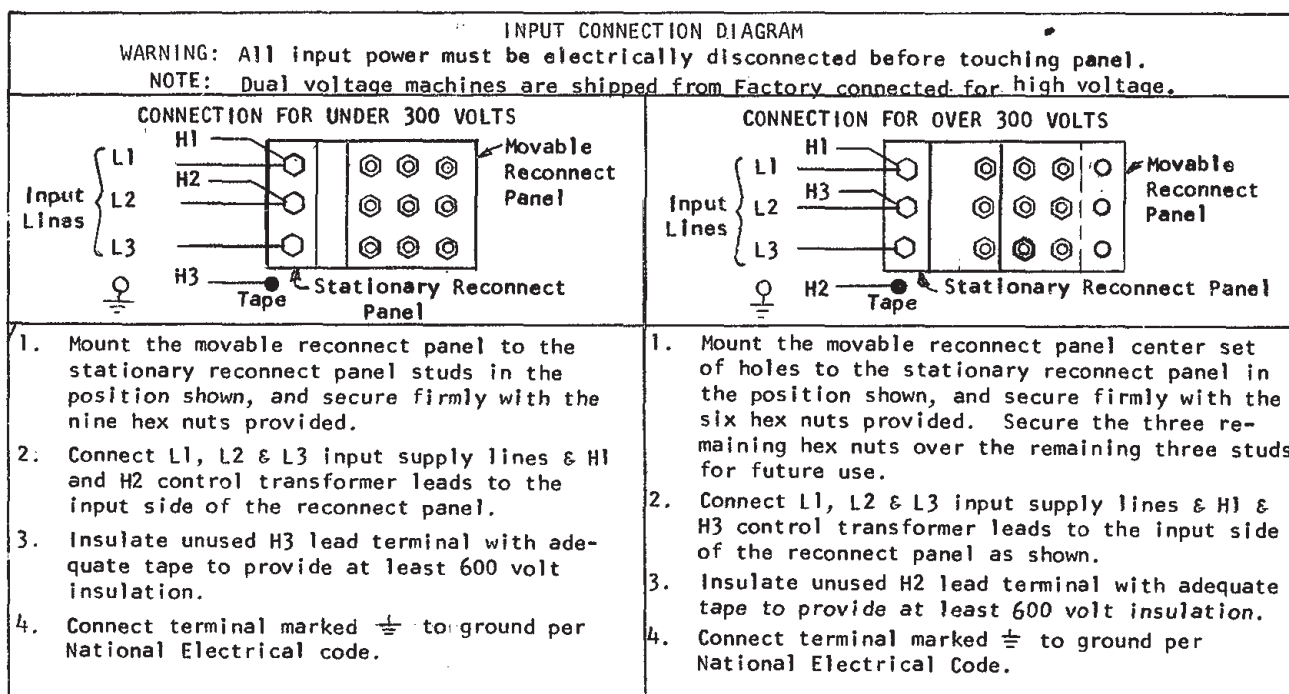 INPUT CONNECTION DIAGRAM
WARNING: All input power must be electrically disconnected before touching panel.
NOTE: Dual voltage machines are shipped from Factory connected for high voltage.
CONNECTION FOR UNDER 300 VOLTS
H1
L1
H2
Input
Lines
L2
L3
H3
Tape
Movable
Reconnect
Panel
Stationary Reconnect
Panel
1. Mount the movable reconnect panel to the
stationary reconnect panel studs in the
position shown, and secure firmly with the
nine hex nuts provided.
2. Connect L1, L2 & L3 input supply lines & H1
and H2 control transformer leads to the
input side of the reconnect panel.
3. Insulate unused H3 lead terminal with ade-
quate tape to provide at least 600 volt
insulation.
4. Connect terminal marked ⏚ to ground per
National Electrical code.
CONNECTION FOR OVER 300 VOLTS
H1
L1
H3
Input
Lines
L2
L3
H2
Tape
Movable
Reconnect
Panel
Stationary Reconnect Panel
1. Mount the movable reconnect panel center set
of holes to the stationary reconnect panel in
the position shown, and secure firmly with the
six hex nuts provided. Secure the three re-
maining hex nuts over the remaining three studs
for future use.
2. Connect L1, L2 & L3 input supply lines & H1 &
H3 control transformer leads to the input side
of the reconnect panel as shown.
3. Insulate unused H2 lead terminal with adequate
tape to provide at least 600 volt insulation.
4. Connect terminal marked ⏚ to ground per
National Electrical Code.